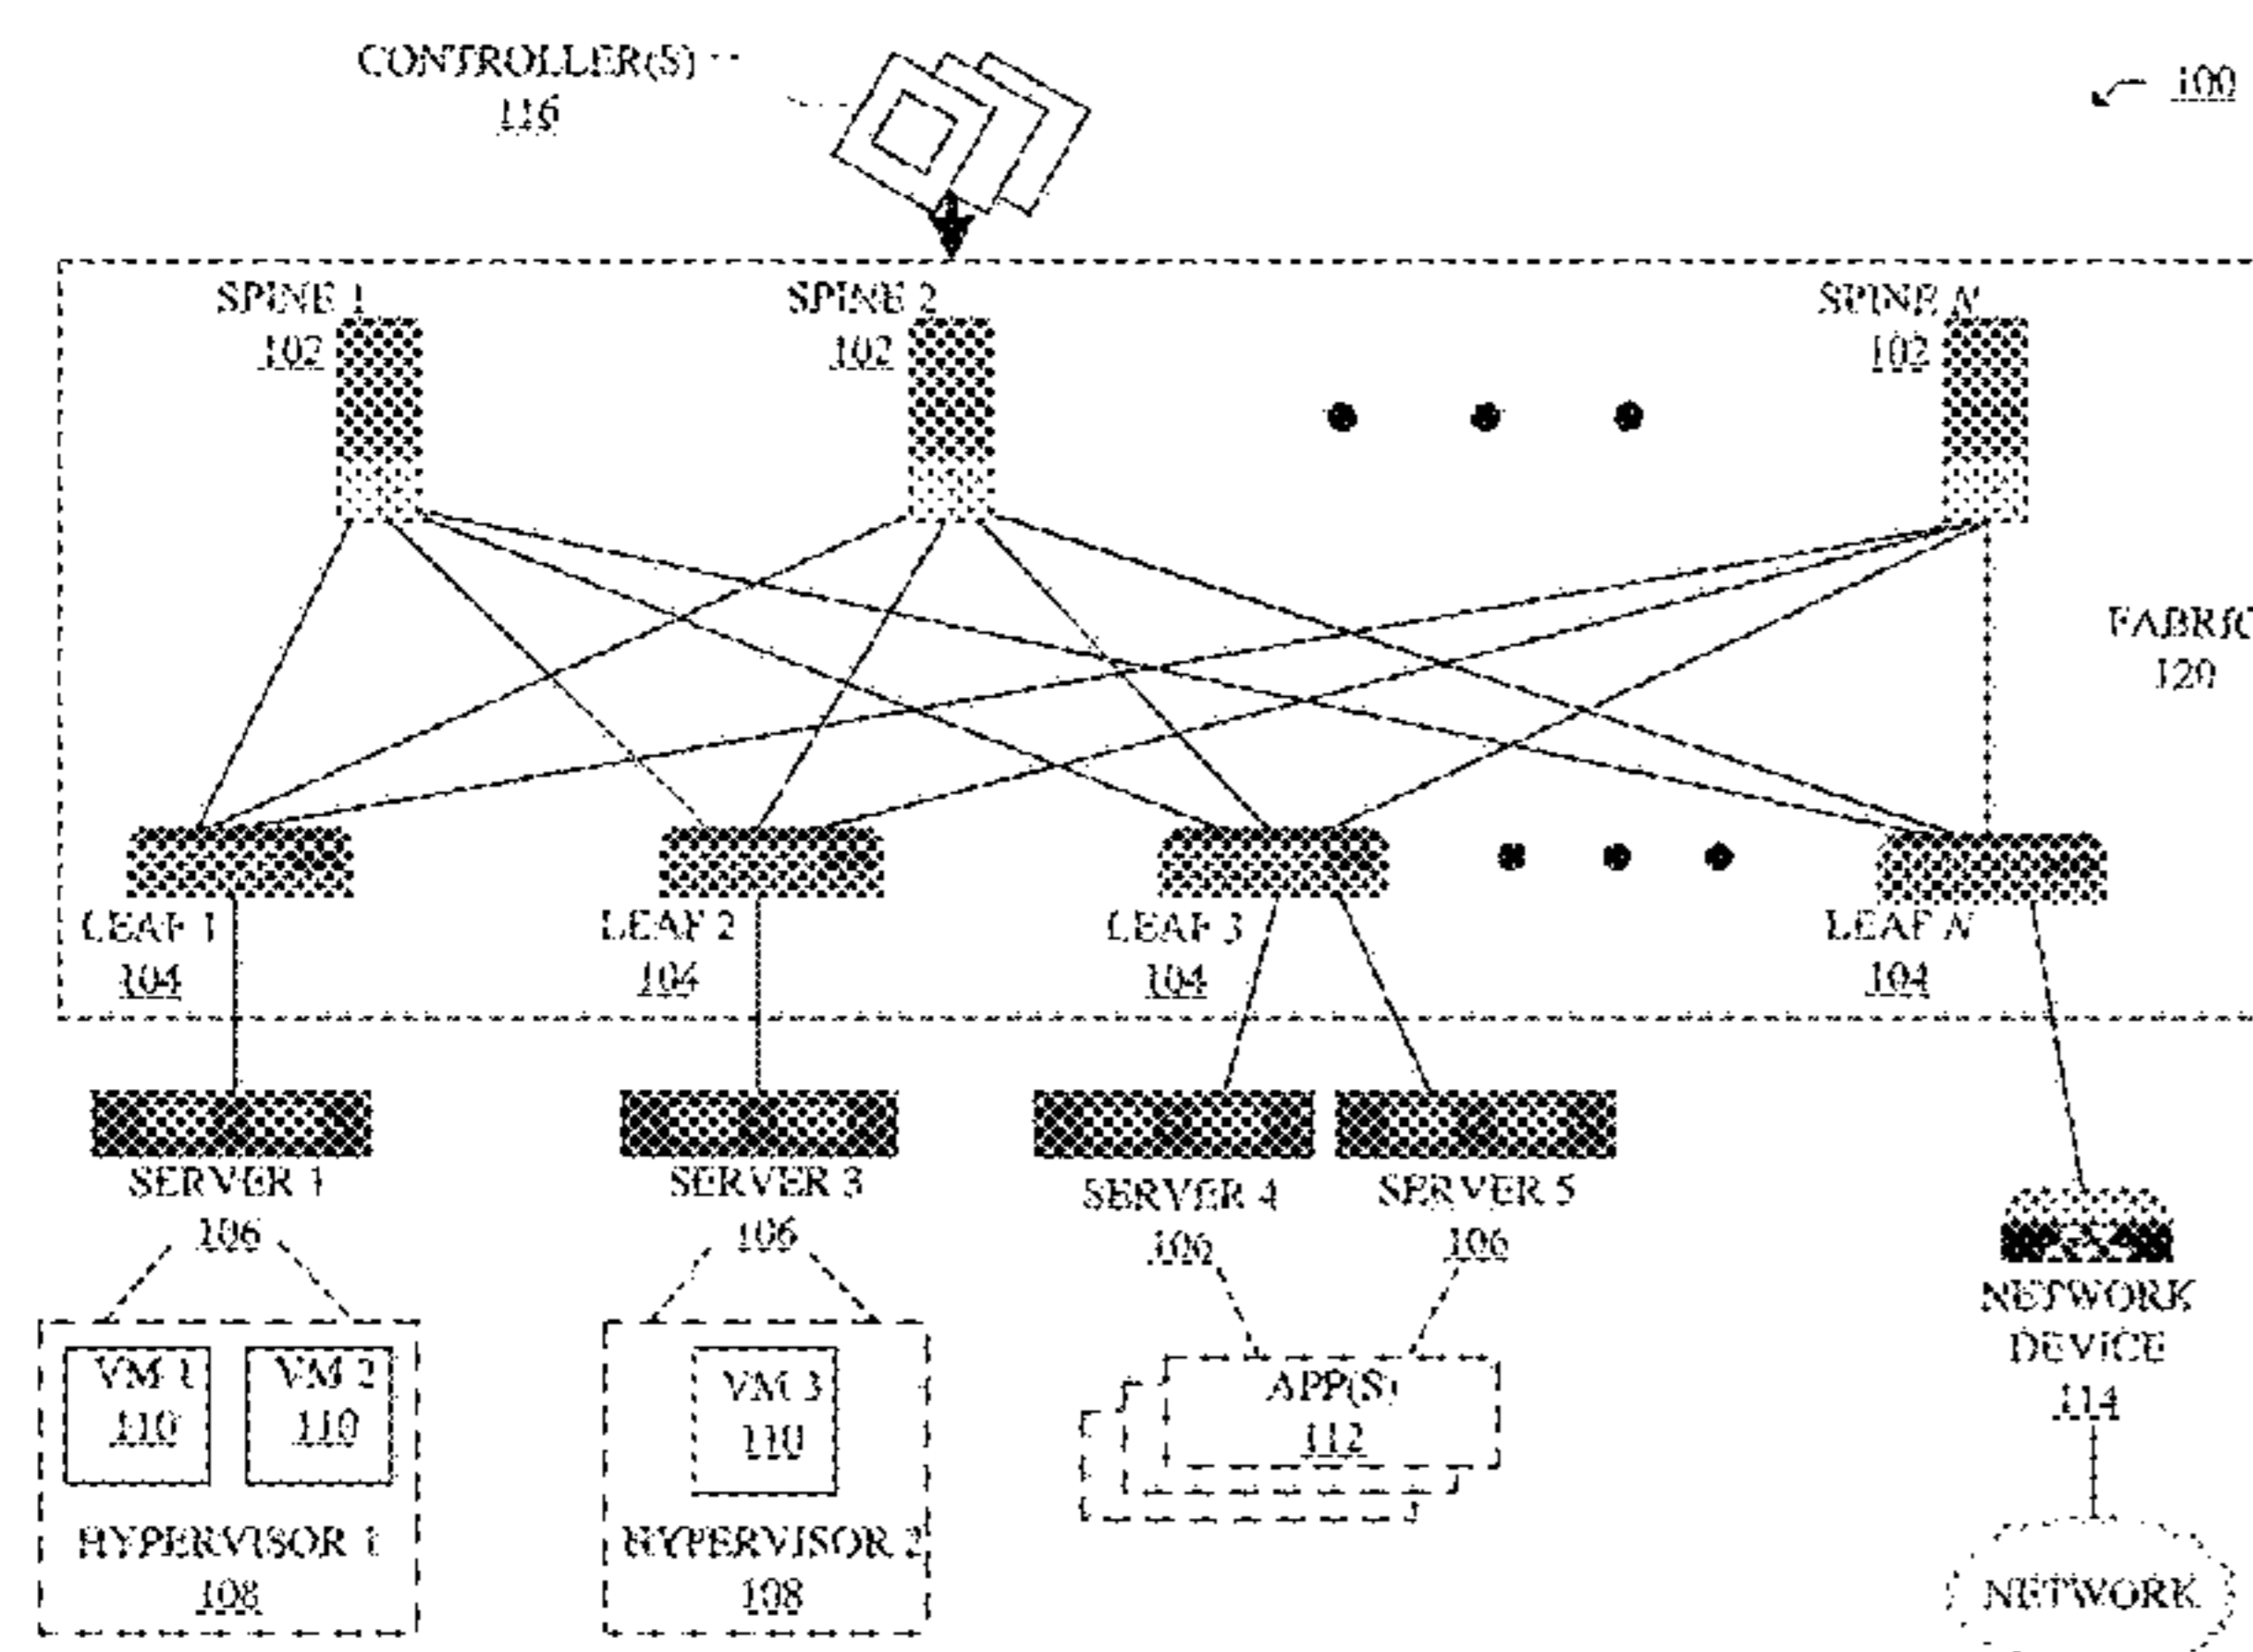 CONTROLLER(S)
116
100
SPINE 1
102
SPINE 2
102
SPINE N
102
FABRIC
120
LEAF 1
104
LEAF 2
104
LEAF 3
104
LEAF N
104
SERVER 1
106
SERVER 3
106
SERVER 4
106
SERVER 5
106
NETWORK
DEVICE
114
VM 1
110
VM 2
110
HYPERVISOR 1
108
VM 3
110
HYPERVISOR 2
108
APP(S)
112
NETWORK